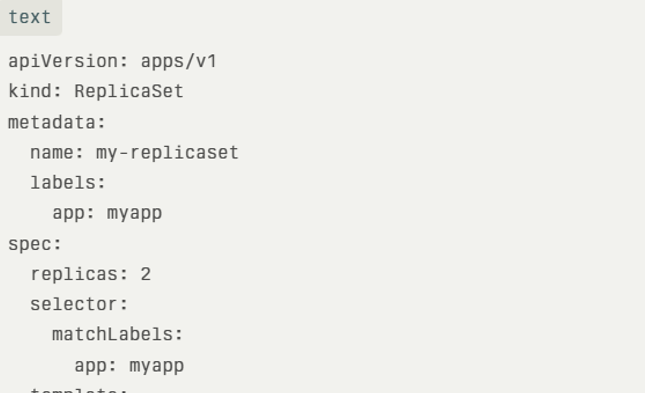 text
apiVersion: apps/v1
kind: ReplicaSet
metadata:
  name: my-replicaset
  labels:
    app: myapp
spec:
  replicas: 2
  selector:
    matchLabels:
      app: myapp
  template: